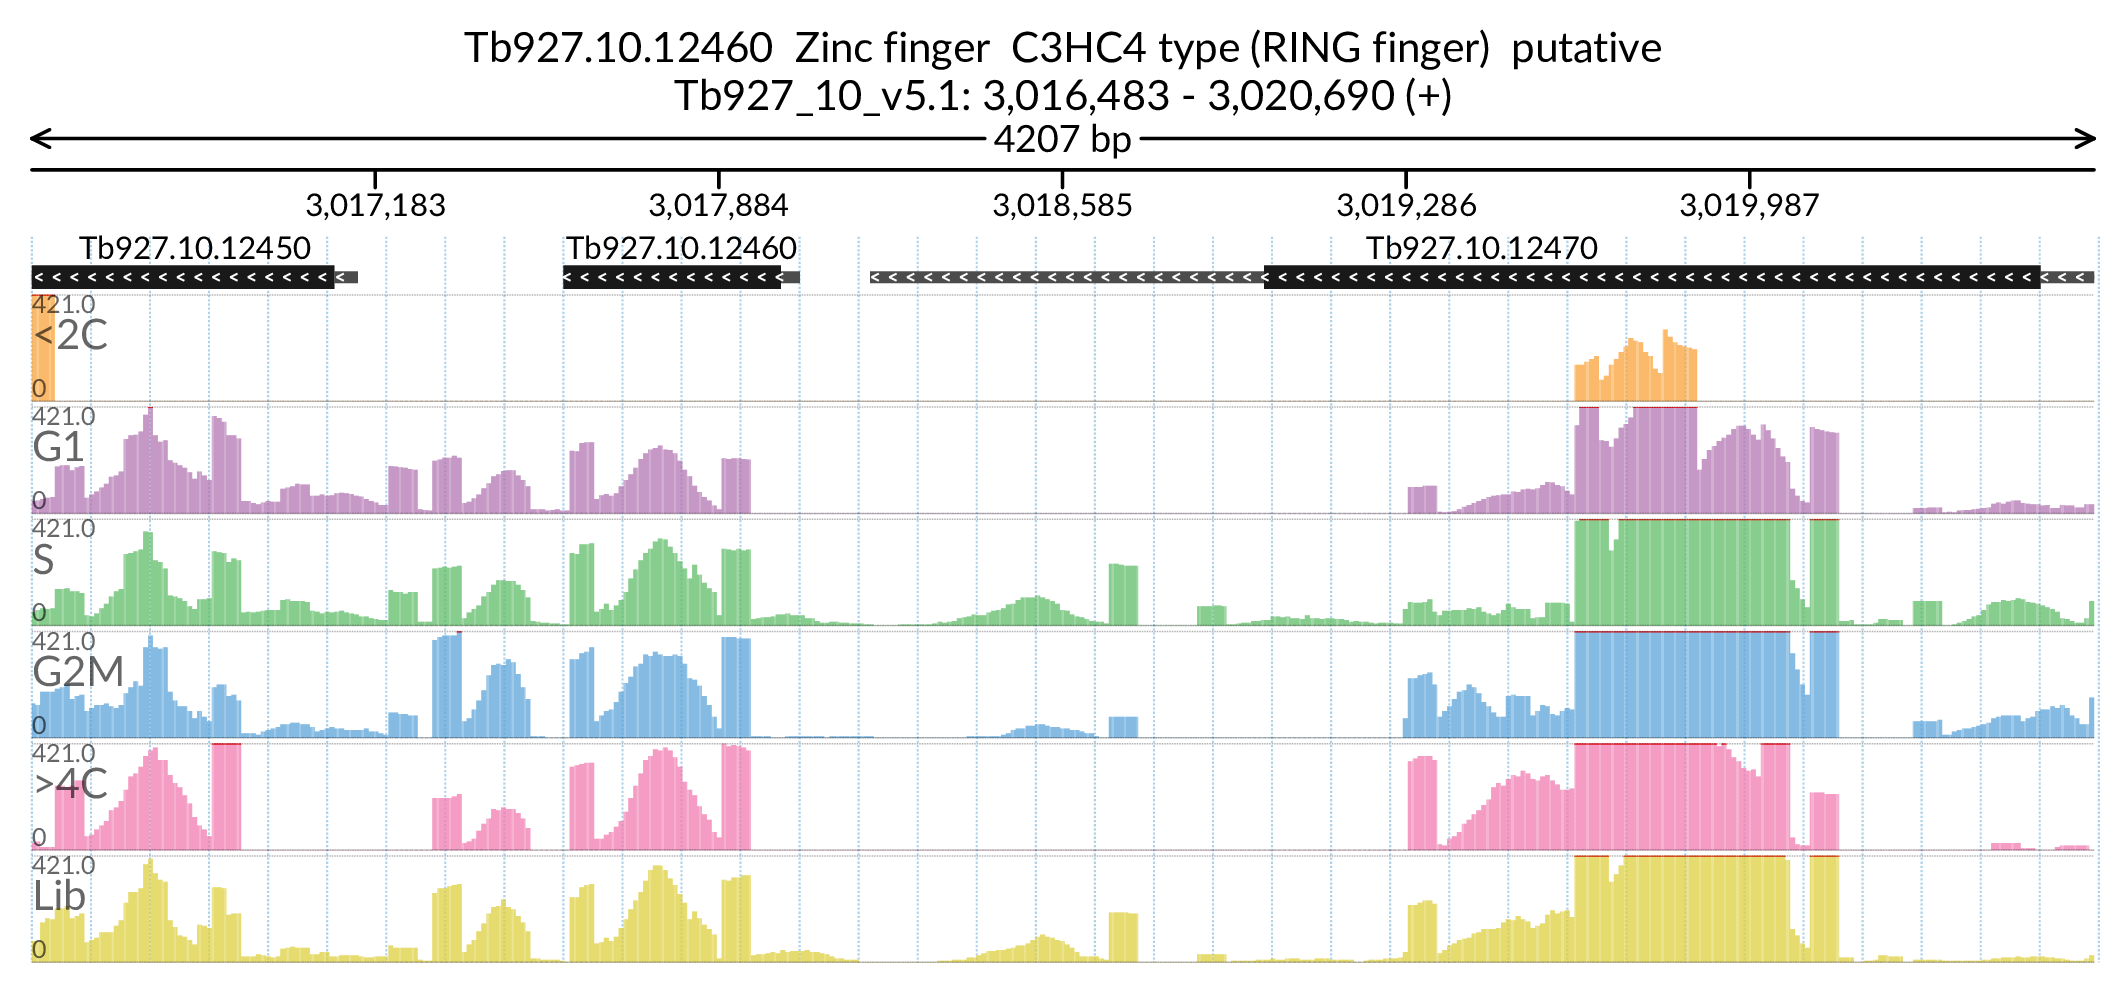 Tb927.10.12460 Zinc finger C3HC4 type (RING finger) putative
Tb927_10_v5.1: 3,016,483 - 3,020,690 (+)
4207 bp
3,017,183 3,017,884 3,018,585 3,019,286 3,019,987
Tb927.10.12450 Tb927.10.12460 Tb927.10.12470
421.0
<2C
0
421.0
G1
0
421.0
S
0
421.0
G2M
0
421.0
>4C
0
421.0
Lib
0